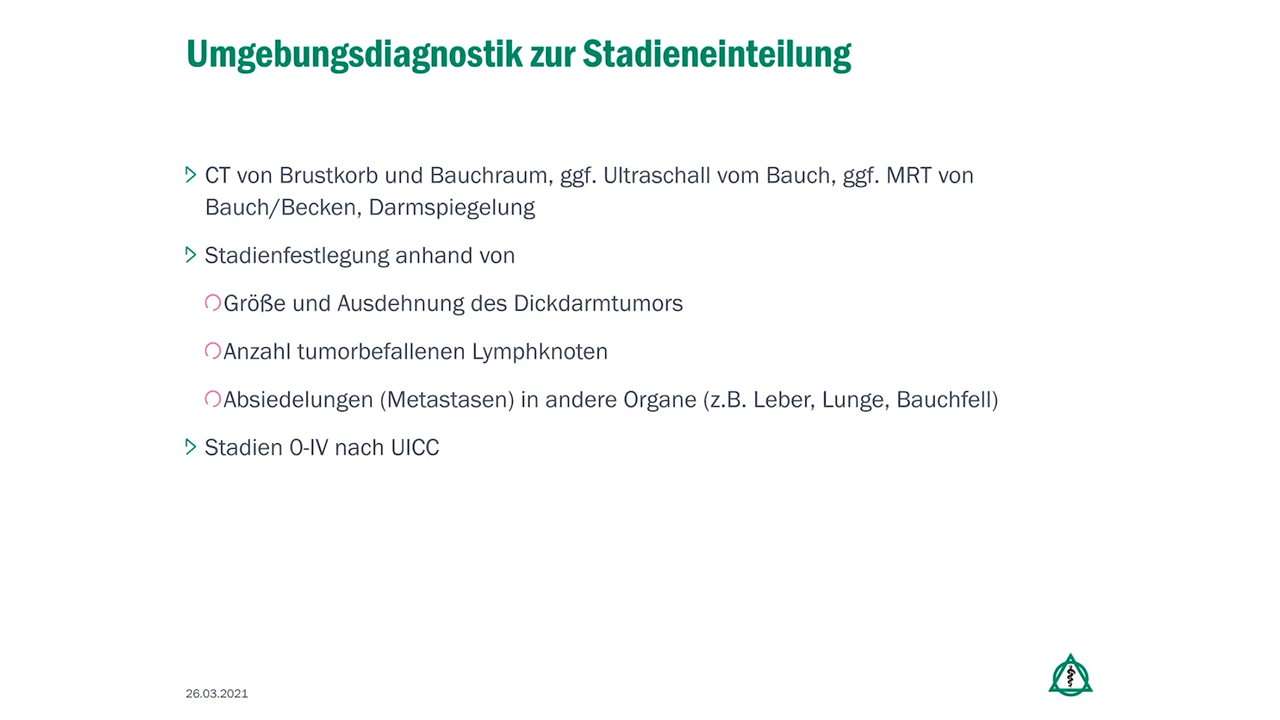 Umgebungsdiagnostik zur Stadieneinteilung
CT von Brustkorb und Bauchraum, ggf. Ultraschall vom Bauch, ggf. MRT von
Bauch/Becken, Darmspiegelung
Stadienfestlegung anhand von
Größe und Ausdehnung des Dickdarmtumors
Anzahl tumorbefallenen Lymphknoten
Absiedelungen (Metastasen) in andere Organe (z.B. Leber, Lunge, Bauchfell)
Stadien 0-IV nach UICC
26.03.2021